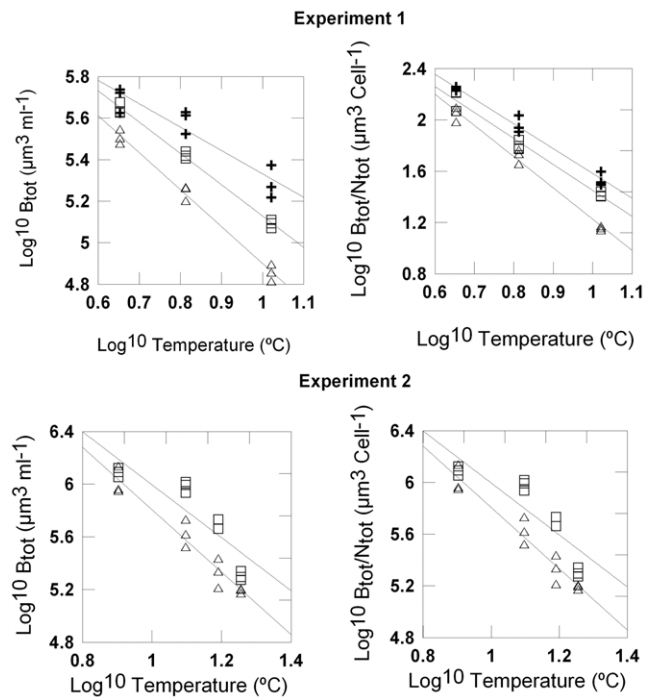 Experiment 1
Log10 Btot (µm3 ml-1)
5.8
5.6
5.4
5.2
5
4.8
0.6 0.7 0.8 0.9 1 1.1
Log10 Temperature (ºC)
Log10 Btot/Ntot (µm3 Cell-1)
2.4
2
1.6
1.2
0.8
0.6 0.7 0.8 0.9 1 1.1
Log10 Temperature (ºC)
Experiment 2
Log10 Btot (µm3 ml-1)
6.4
6
5.6
5.2
4.8
0.8 1 1.2 1.4
Log10 Temperature (ºC)
Log10 Btot/Ntot (µm3 Cell-1)
6.4
6
5.6
5.2
4.8
0.8 1 1.2 1.4
Log10 Temperature (ºC)